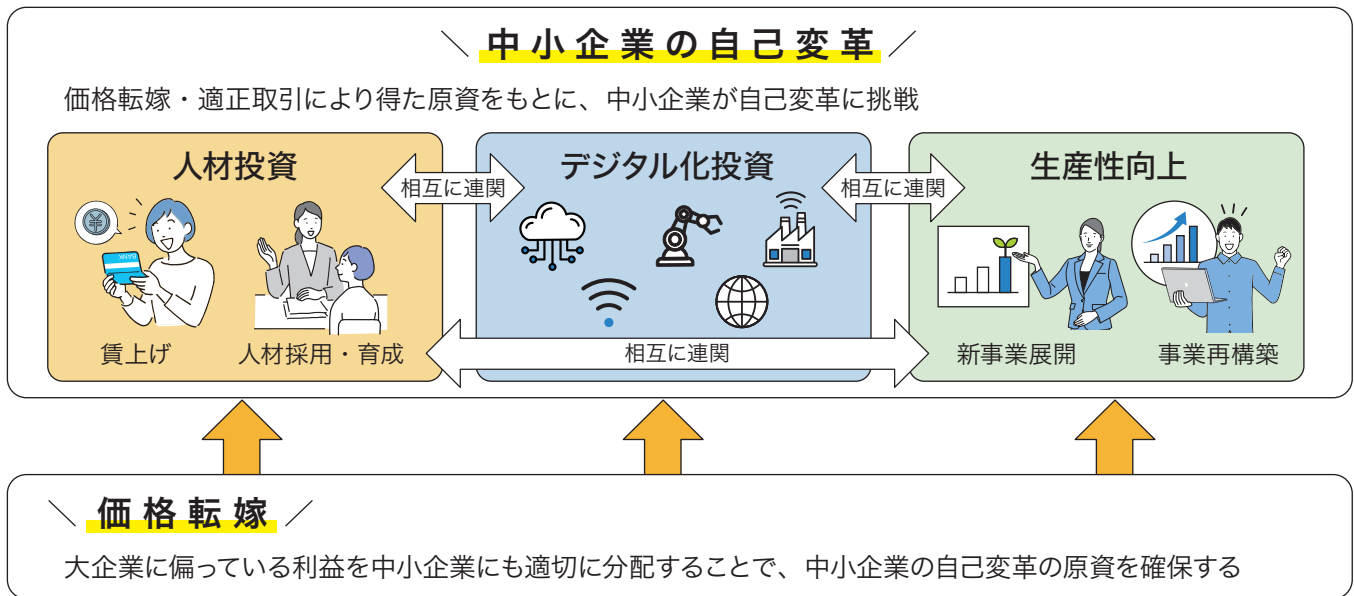 中小企業の自己変革
価格転嫁・適正取引により得た原資をもとに、中小企業が自己変革に挑戦
人材投資
相互に連関
デジタル化投資
相互に連関
生産性向上
¥
BANK
賃上げ
人材採用・育成
相互に連関
新事業展開
事業再構築
価格転嫁
大企業に偏っている利益を中小企業にも適切に分配することで、中小企業の自己変革の原資を確保する